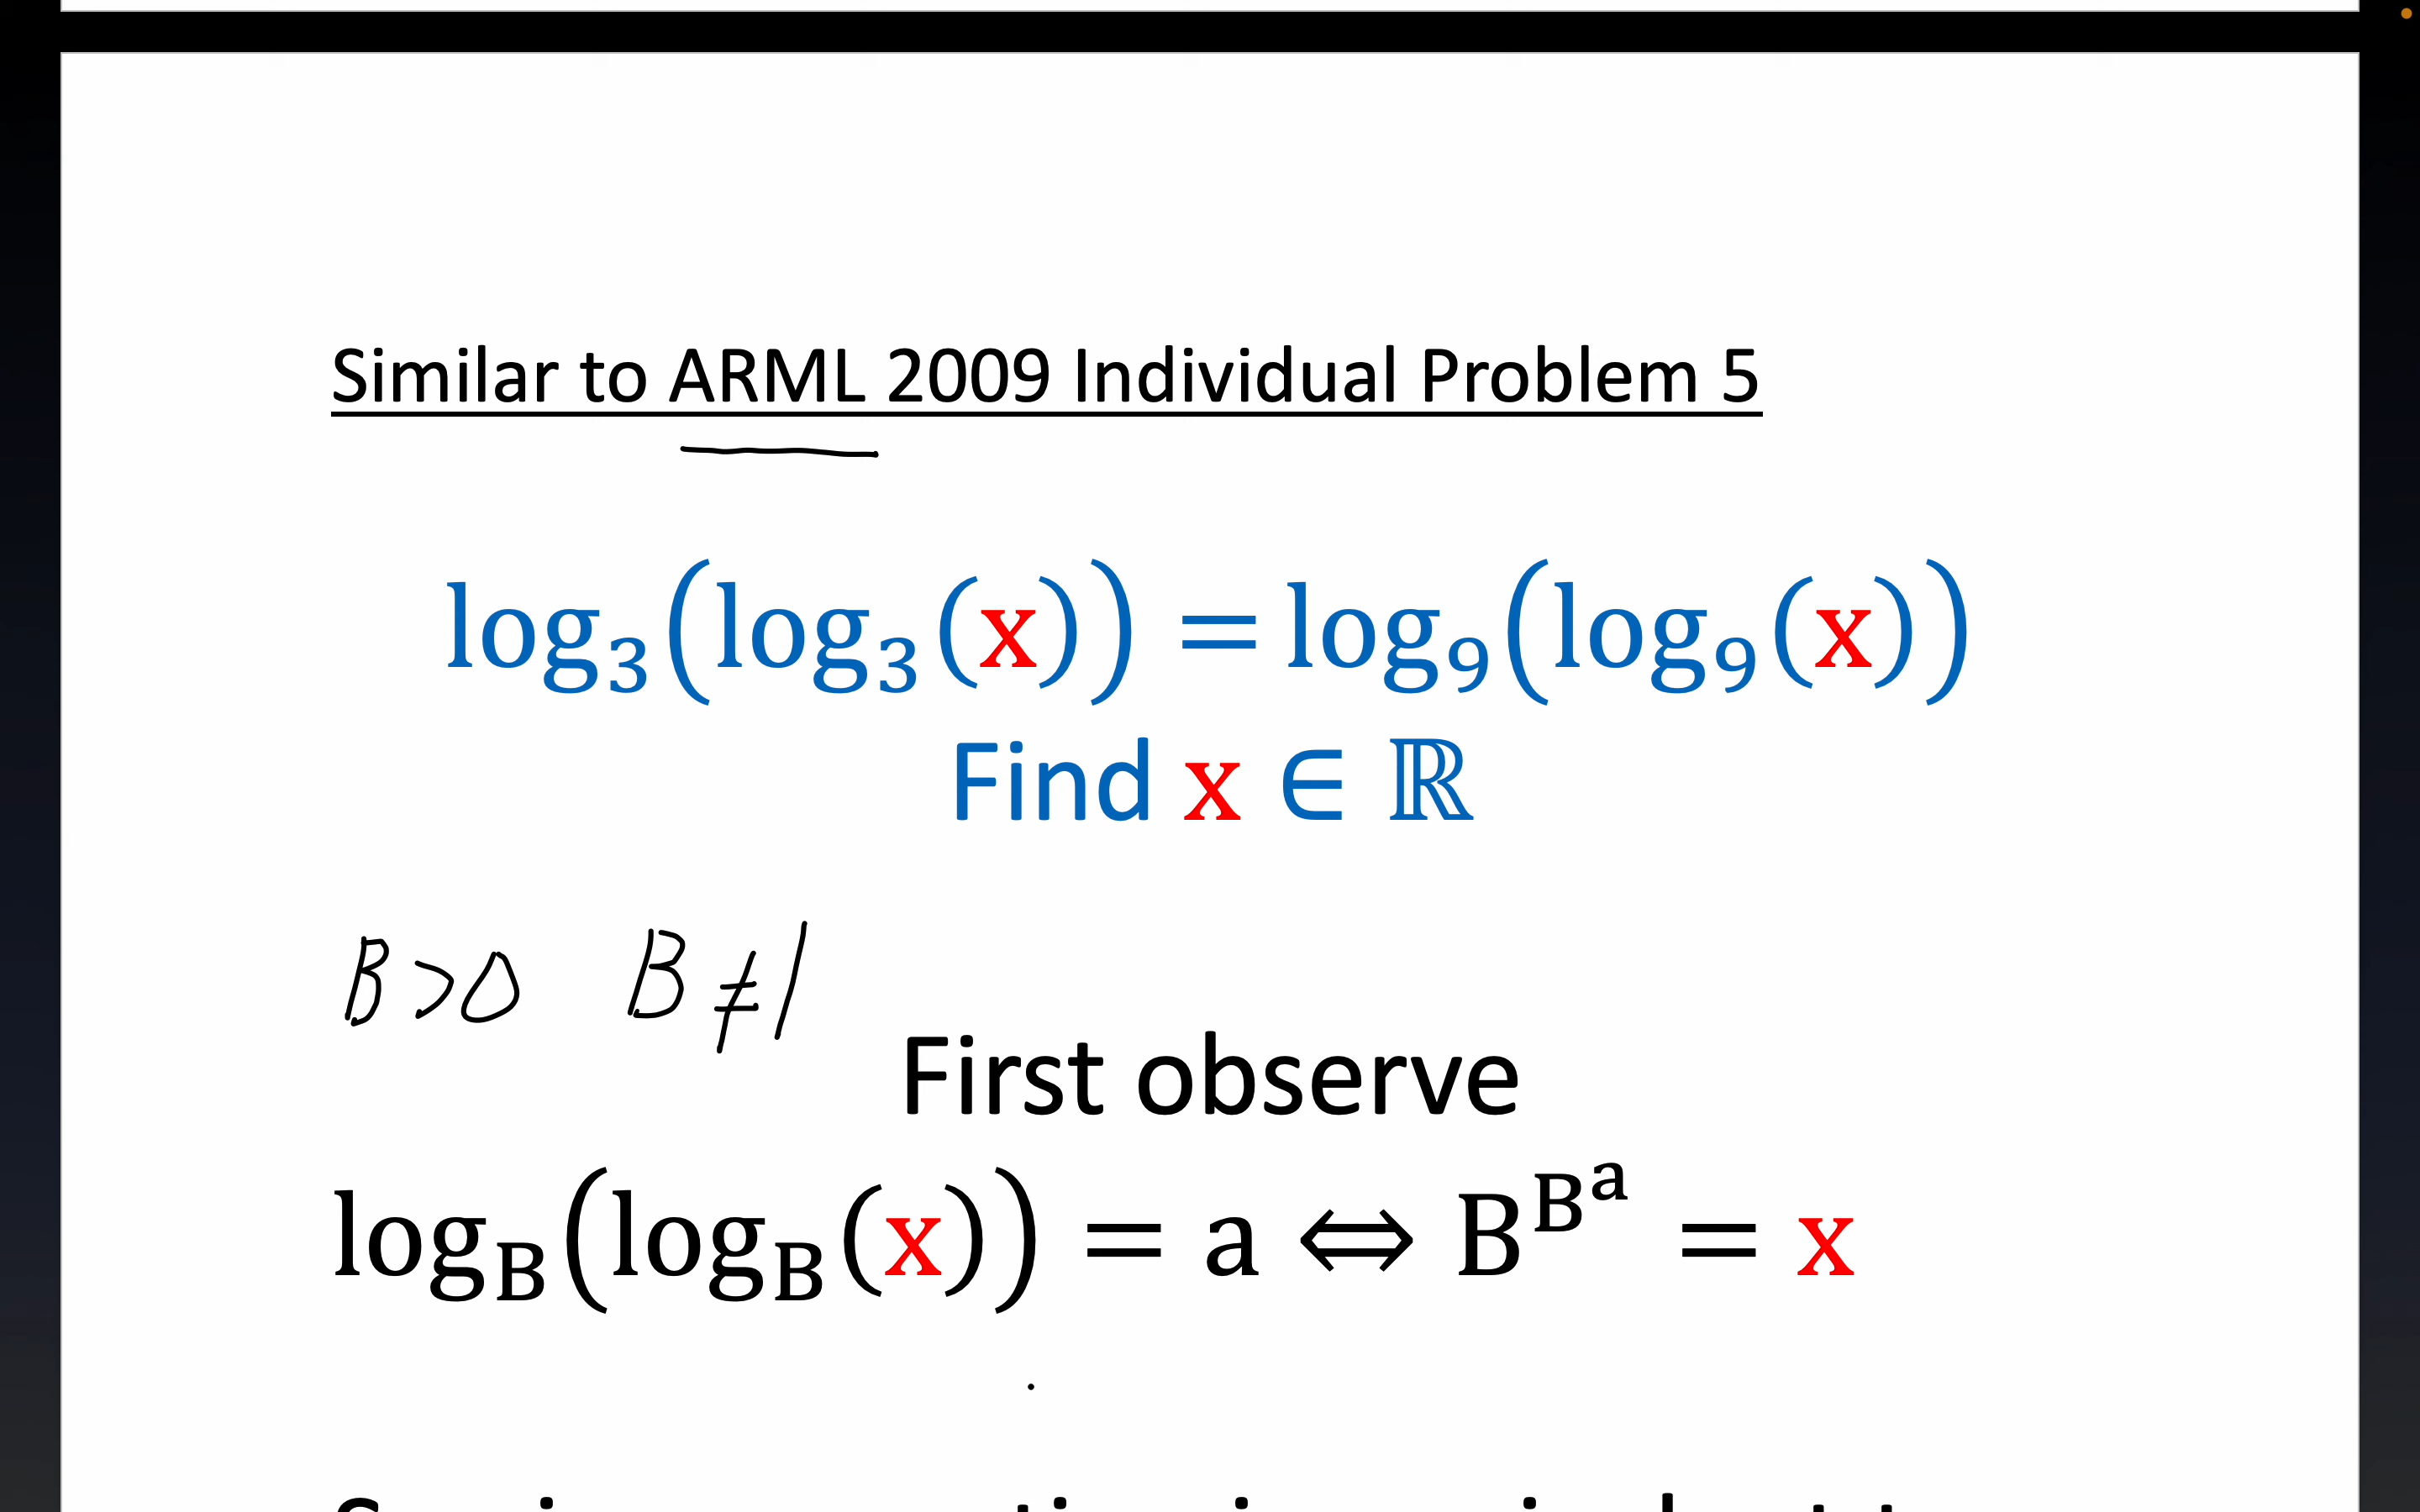 Similar to ARML 2009 Individual Problem 5
log₃(log₃(x)) = log₉(log₉(x))
Find x ∈ ℝ
B>0 B≠1
First observe
log_B(log_B(x)) = a ⇔ B^{B^a} = x